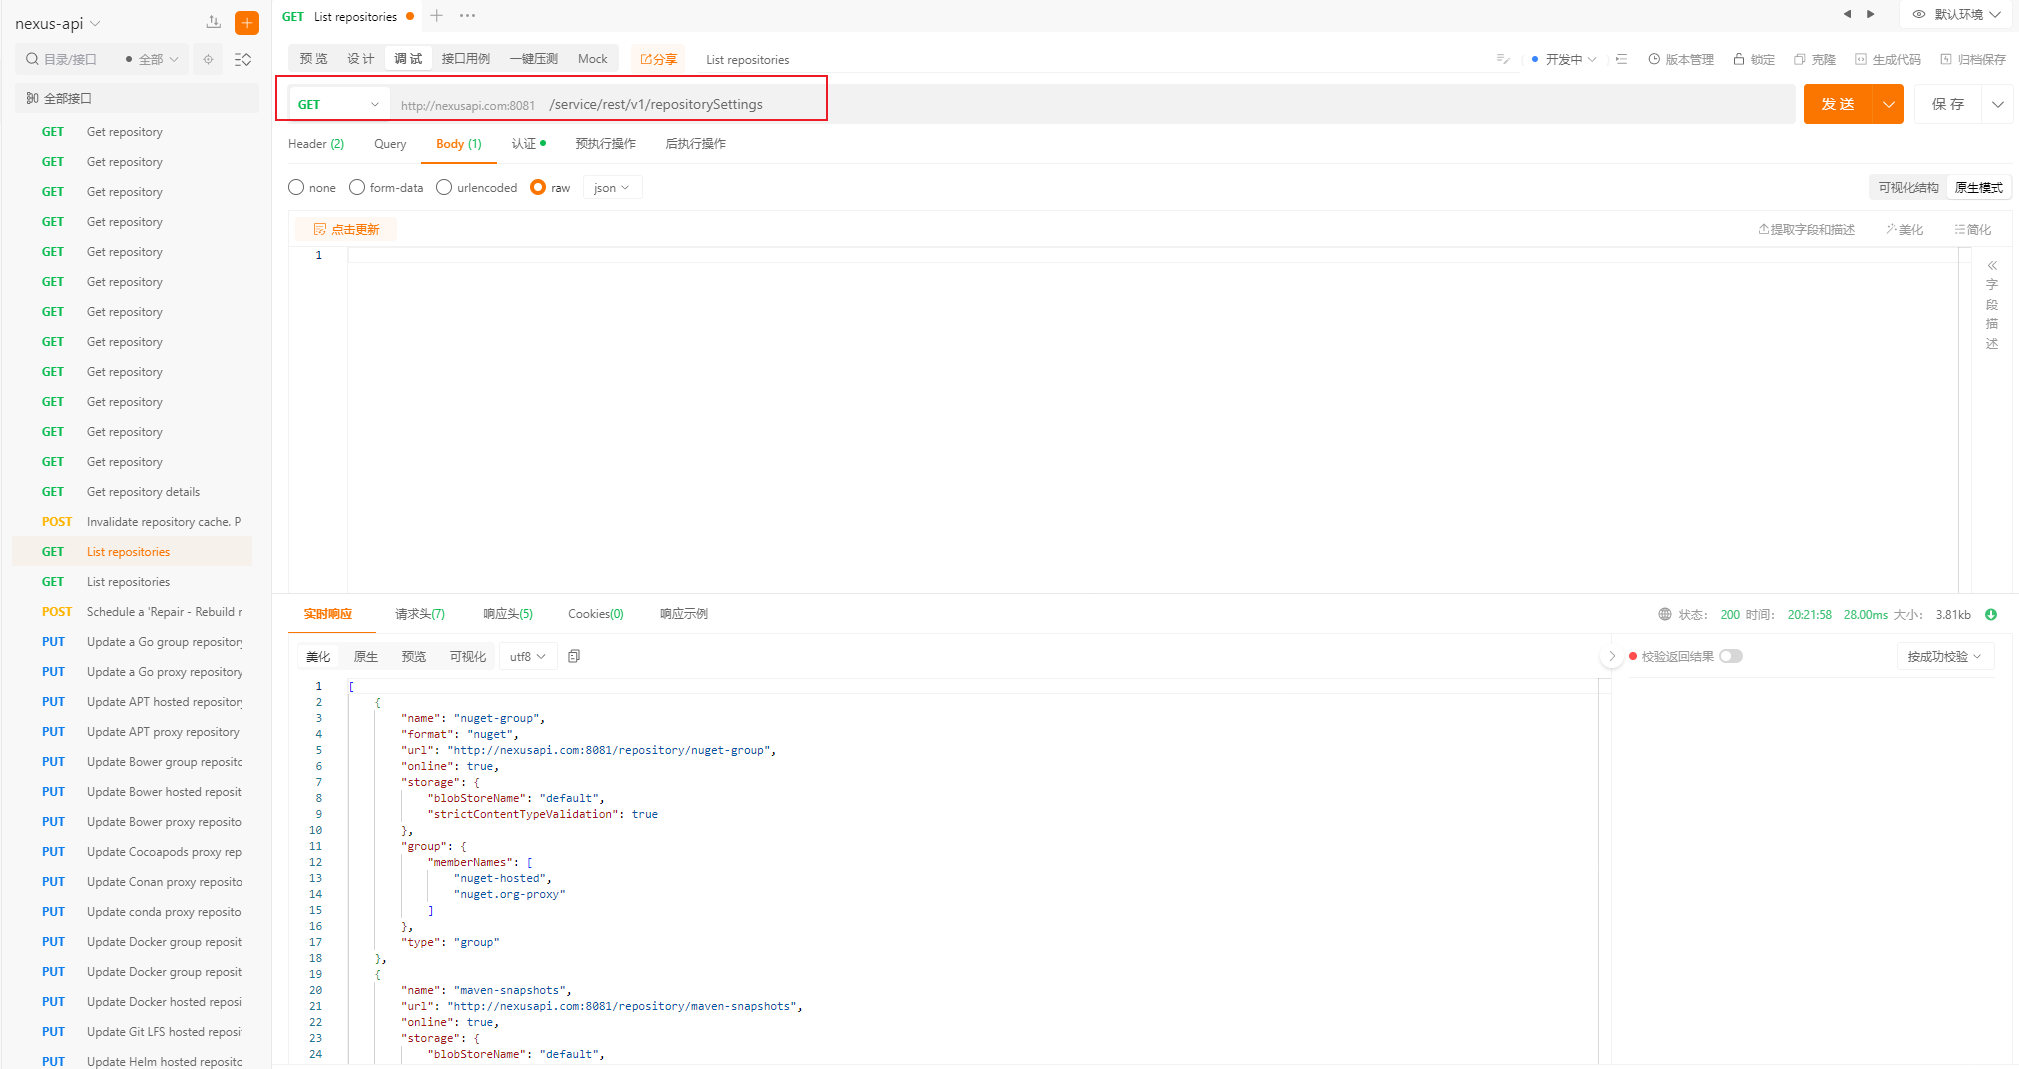 nexus-api
目录/接口
全部
全部接口
GET Get repository
GET Get repository
GET Get repository
GET Get repository
GET Get repository
GET Get repository
GET Get repository
GET Get repository
GET Get repository
GET Get repository
GET Get repository
GET Get repository
GET Get repository details
POST Invalidate repository cache. P
GET List repositories
GET List repositories
POST Schedule a 'Repair - Rebuild r
PUT Update a Go group repository
PUT Update a Go proxy repository
PUT Update APT hosted repository
PUT Update APT proxy repository
PUT Update Bower group reposito
PUT Update Bower hosted reposit
PUT Update Bower proxy reposito
PUT Update Cocoapods proxy rep
PUT Update Conan proxy reposito
PUT Update conda proxy reposito
PUT Update Docker group reposit
PUT Update Docker group reposit
PUT Update Docker hosted reposi
PUT Update Git LFS hosted reposi
PUT Update Helm hosted reposito
GET List repositories
默认环境
预览 设计 调试 接口用例 一键压测 Mock 分享 List repositories
开发中 版本管理 锁定 克隆 生成代码 归档保存
GET http://nexusapi.com:8081 /service/rest/v1/repositorySettings
发送 保存
Header (2) Query Body (1) 认证 预执行操作 后执行操作
none form-data urlencoded raw json
可视化结构 原生模式
点击更新
提取字段和描述 美化 简化
1
字段描述
实时响应 请求头(7) 响应头(5) Cookies(0) 响应示例
状态: 200 时间: 20:21:58 28.00ms 大小: 3.81kb
美化 原生 预览 可视化 utf8
校验返回结果 按成功校验
1 [
2 {
3 "name": "nuget-group",
4 "format": "nuget",
5 "url": "http://nexusapi.com:8081/repository/nuget-group",
6 "online": true,
7 "storage": {
8 "blobStoreName": "default",
9 "strictContentTypeValidation": true
10 },
11 "group": {
12 "memberNames": [
13 "nuget-hosted",
14 "nuget.org-proxy"
15 ]
16 },
17 "type": "group"
18 },
19 {
20 "name": "maven-snapshots",
21 "url": "http://nexusapi.com:8081/repository/maven-snapshots",
22 "online": true,
23 "storage": {
24 "blobStoreName": "default",